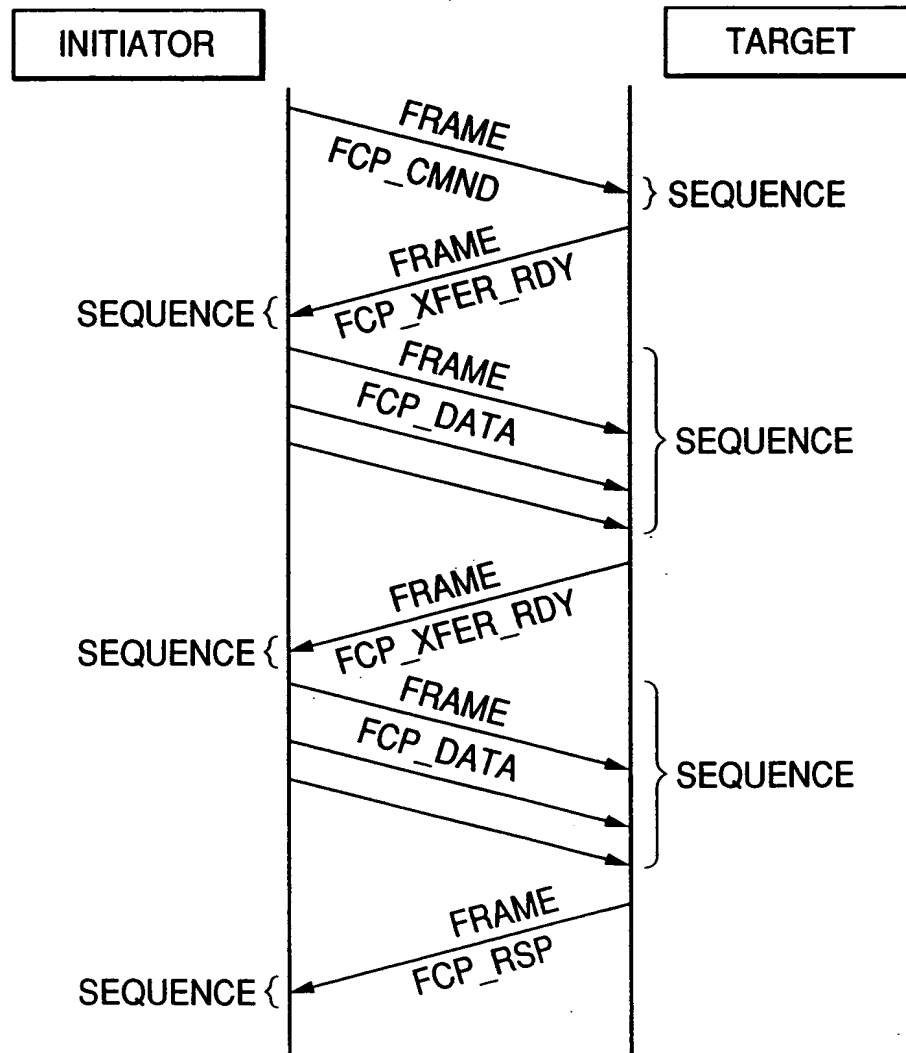 INITIATOR
TARGET
FRAME
FCP_CMND
} SEQUENCE
FRAME
FCP_XFER_RDY
SEQUENCE {
FRAME
FCP_DATA
SEQUENCE
FRAME
FCP_XFER_RDY
SEQUENCE {
FRAME
FCP_DATA
SEQUENCE
FRAME
FCP_RSP
SEQUENCE {